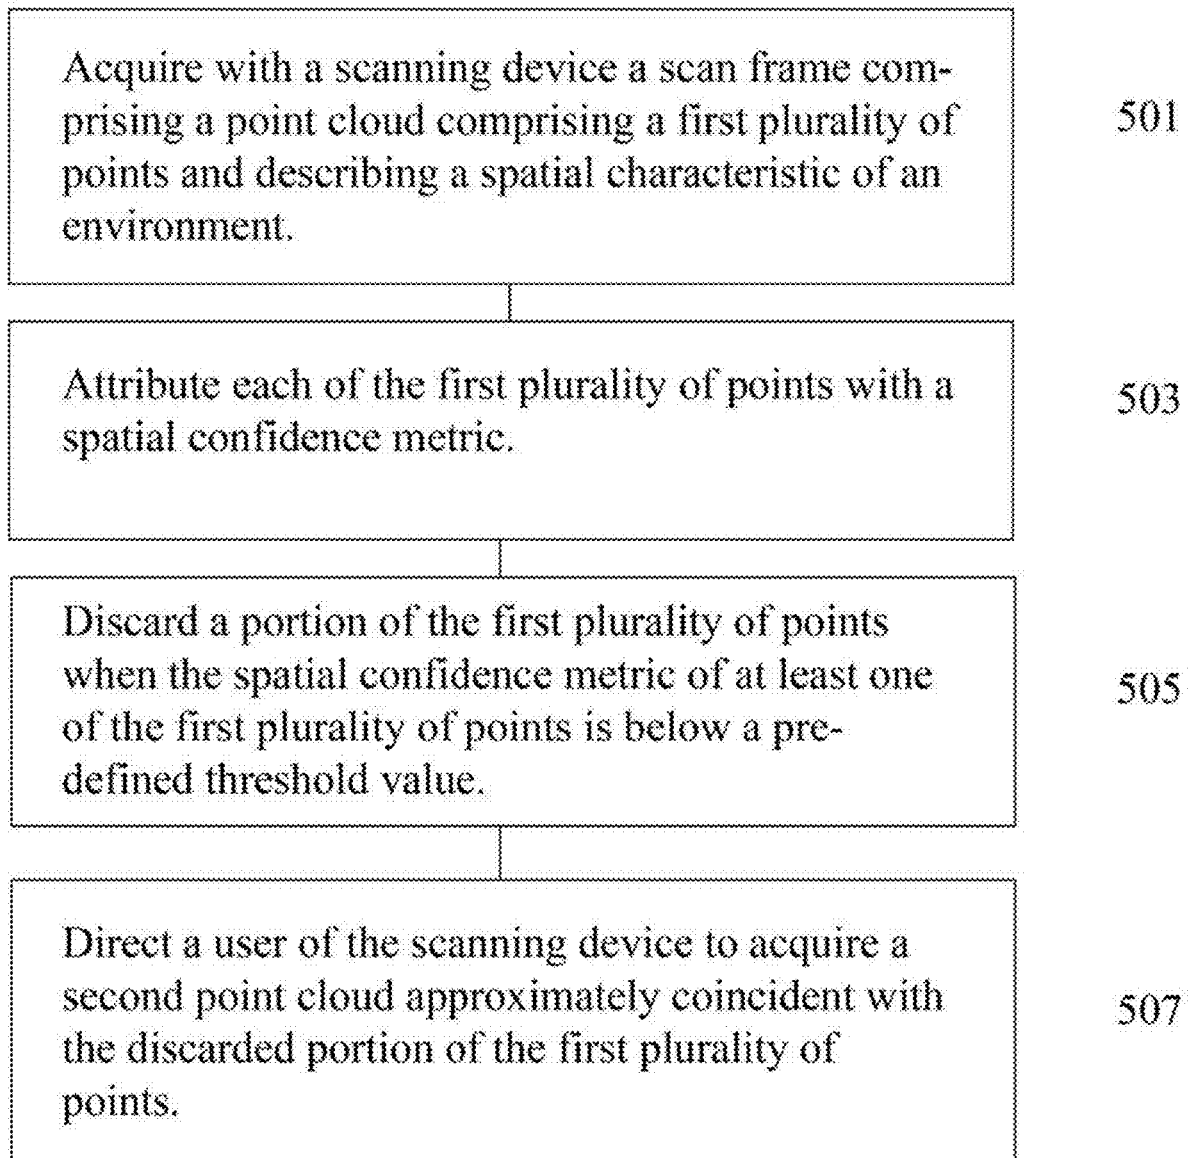 Acquire with a scanning device a scan frame com-
prising a point cloud comprising a first plurality of
points and describing a spatial characteristic of an
environment.
501
Attribute each of the first plurality of points with a
spatial confidence metric.
503
Discard a portion of the first plurality of points
when the spatial confidence metric of at least one
of the first plurality of points is below a pre-
defined threshold value.
505
Direct a user of the scanning device to acquire a
second point cloud approximately coincident with
the discarded portion of the first plurality of
points.
507